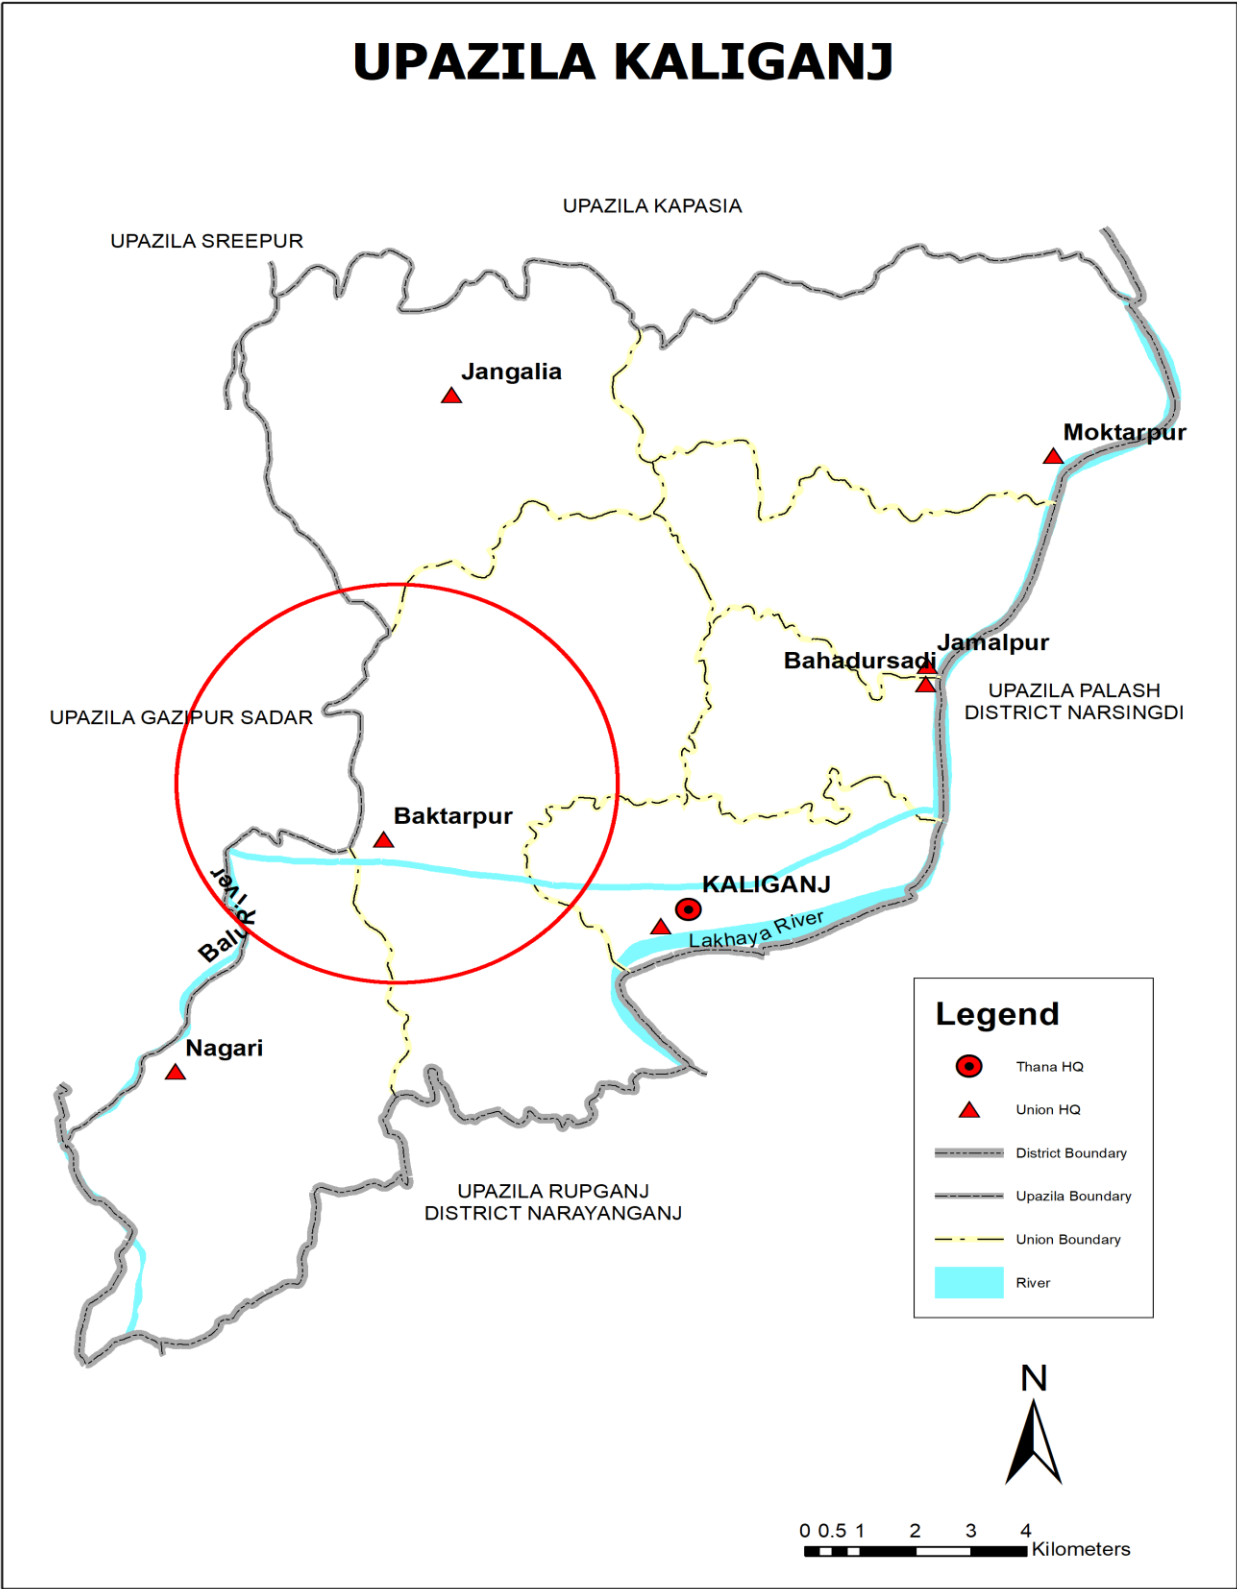 UPAZILA KALIGANJ
UPAZILA KAPASIA
UPAZILA SREEPUR
Jangalia
Moktarpur
Jamalpur
Bahadursadi
UPAZILA PALASH
DISTRICT NARSINGDI
UPAZILA GAZIPUR SADAR
Baktarpur
KALIGANJ
Lakhaya River
Balu River
Nagari
UPAZILA RUPGANJ
DISTRICT NARAYANGANJ
Legend
Thana HQ
Union HQ
District Boundary
Upazila Boundary
Union Boundary
River
N
0 0.5 1 2 3 4
Kilometers